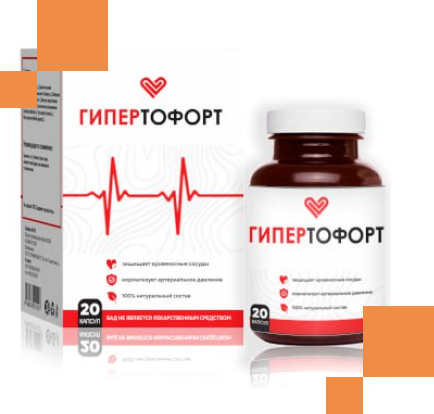 ГИПЕРТОФОРТ
защищает кровеносные сосуды
нормализует артериальное давление
100% натуральный состав
20
КАПСУЛ
БАД НЕ ЯВЛЯЕТСЯ ЛЕКАРСТВЕННЫМ СРЕДСТВОМ
ГИПЕРТОФОРТ
защищает кровеносные сосуды
нормализует артериальное давление
100% натуральный состав
20
КАПСУЛ